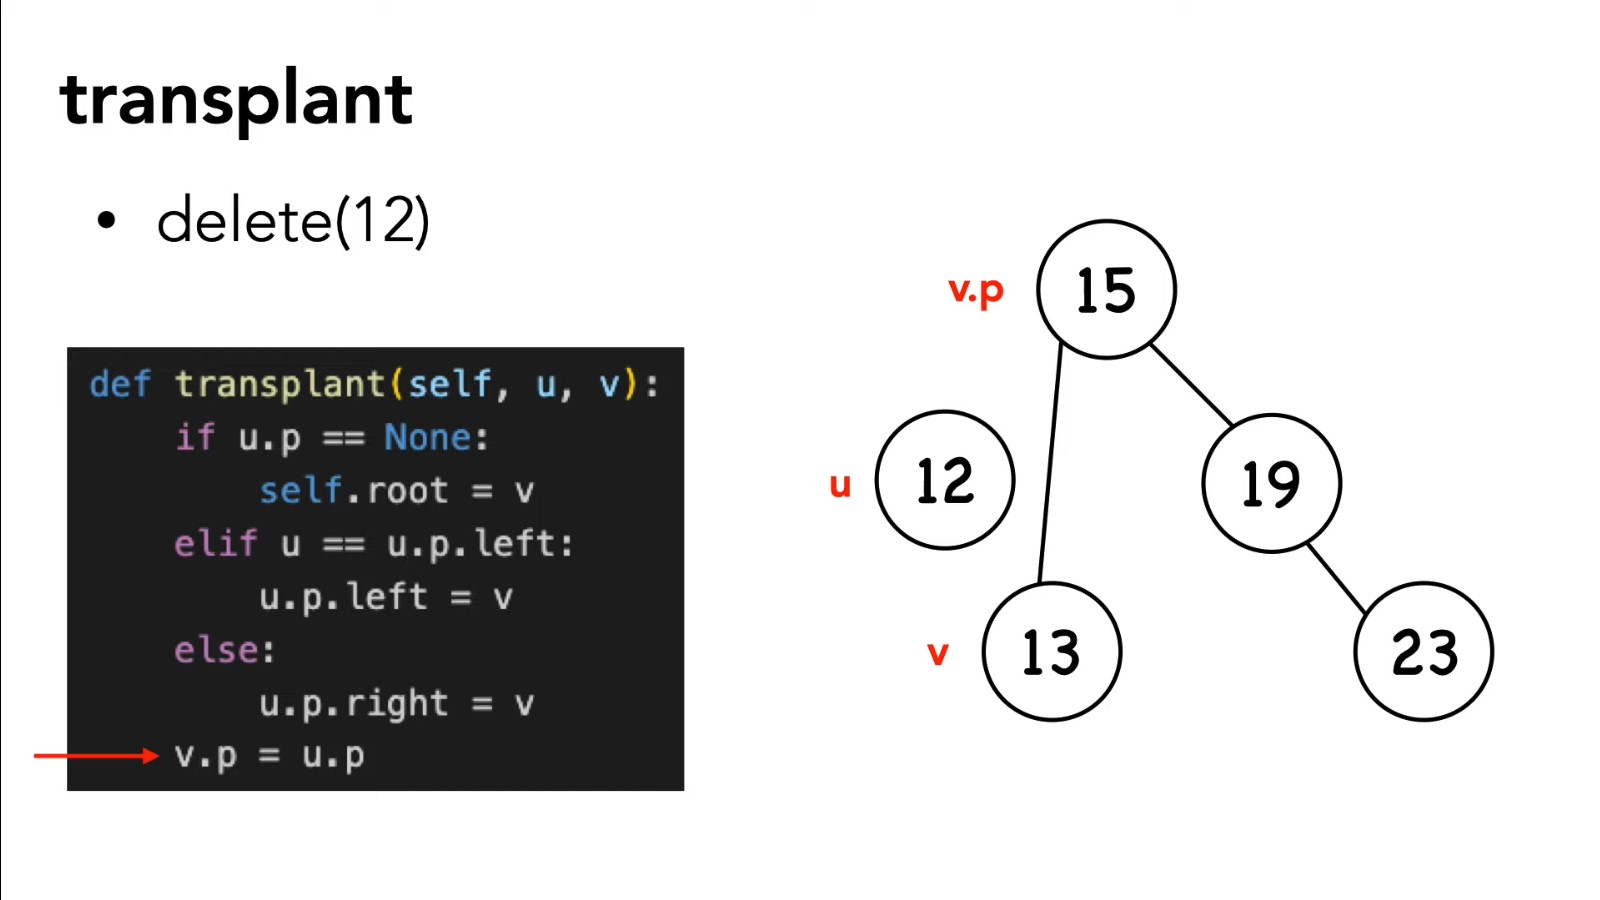 transplant
• delete(12)
def transplant(self, u, v):
    if u.p == None:
        self.root = v
    elif u == u.p.left:
        u.p.left = v
    else:
        u.p.right = v
    v.p = u.p
v.p 15
u 12 19
v 13 23